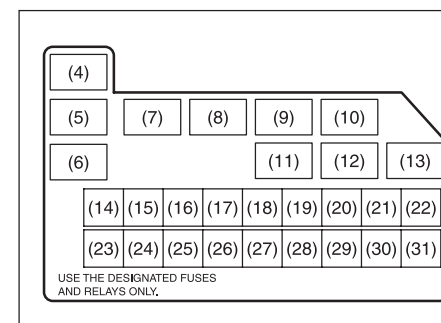 (4)
(5) (7) (8) (9) (10)
(6) (11) (12) (13)
(14) (15) (16) (17) (18) (19) (20) (21) (22)
(23) (24) (25) (26) (27) (28) (29) (30) (31)
USE THE DESIGNATED FUSES
AND RELAYS ONLY.